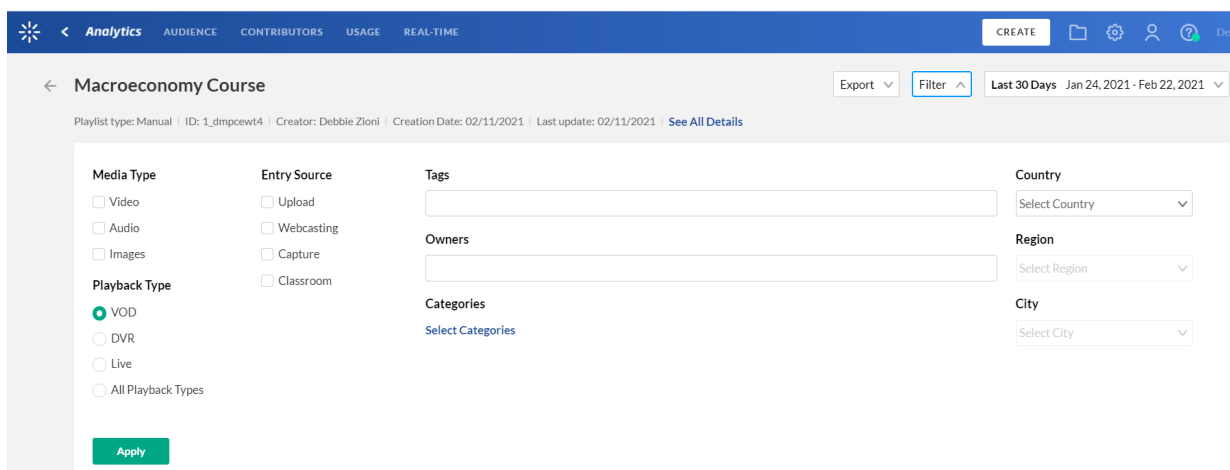 Analytics AUDIENCE CONTRIBUTORS USAGE REAL-TIME CREATE
Macroeconomy Course Export Filter Last 30 Days Jan 24, 2021 - Feb 22, 2021
Playlist type: Manual | ID: 1_dmpcewt4 | Creator: Debbie Zioni | Creation Date: 02/11/2021 | Last update: 02/11/2021 | See All Details
Media Type
Video
Audio
Images
Playback Type
VOD
DVR
Live
All Playback Types
Entry Source
Upload
Webcasting
Capture
Classroom
Tags
Owners
Categories
Select Categories
Country
Select Country
Region
Select Region
City
Select City
Apply